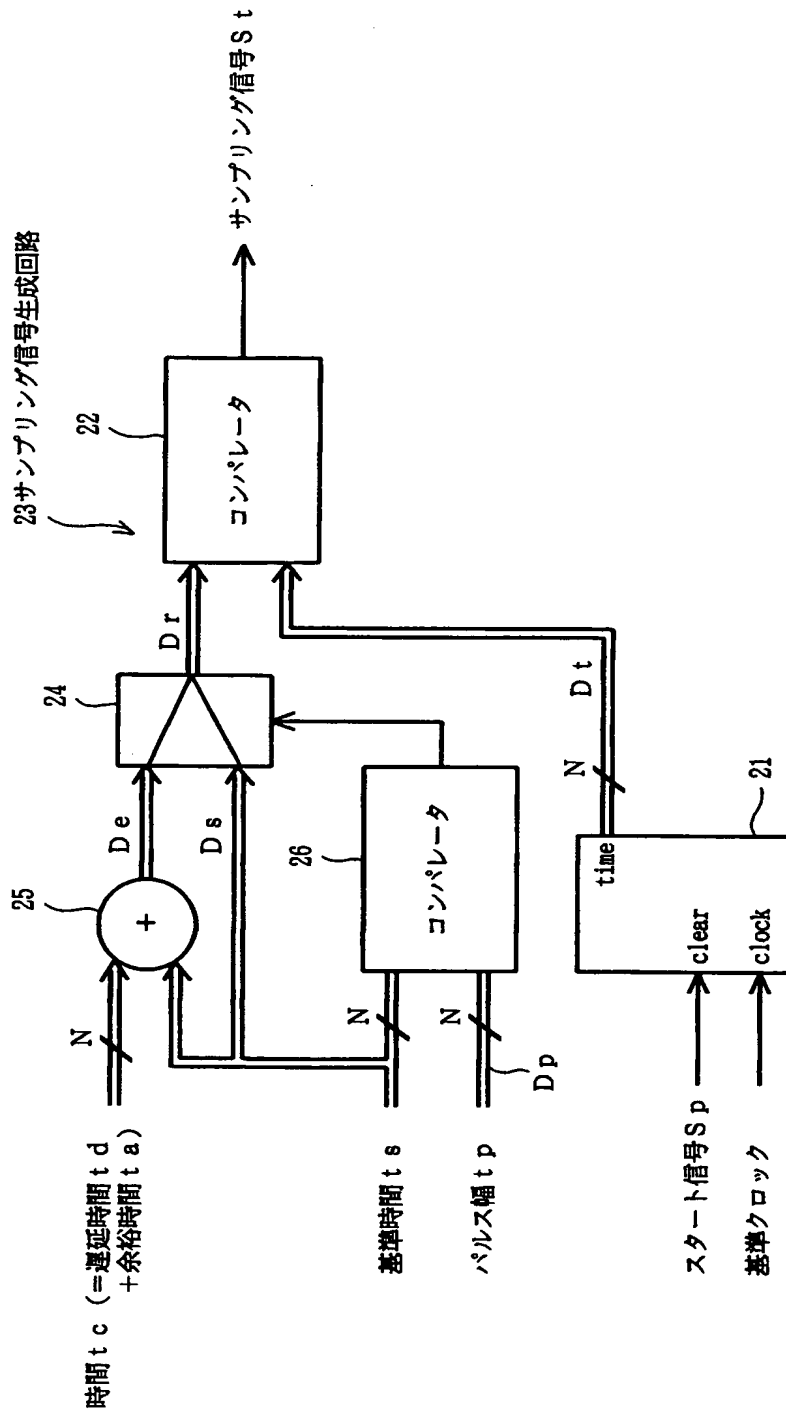 23サンプリング信号生成回路
時間tc(=遅延時間td
+余裕時間ta)
N
25
+
De
24
Dr
22
コンパレータ
サンプリング信号St
Ds
基準時間ts
N
パルス幅tp
N
Dp
26
コンパレータ
N
Dt
time
21
スタート信号Sp
clear
基準クロック
clock